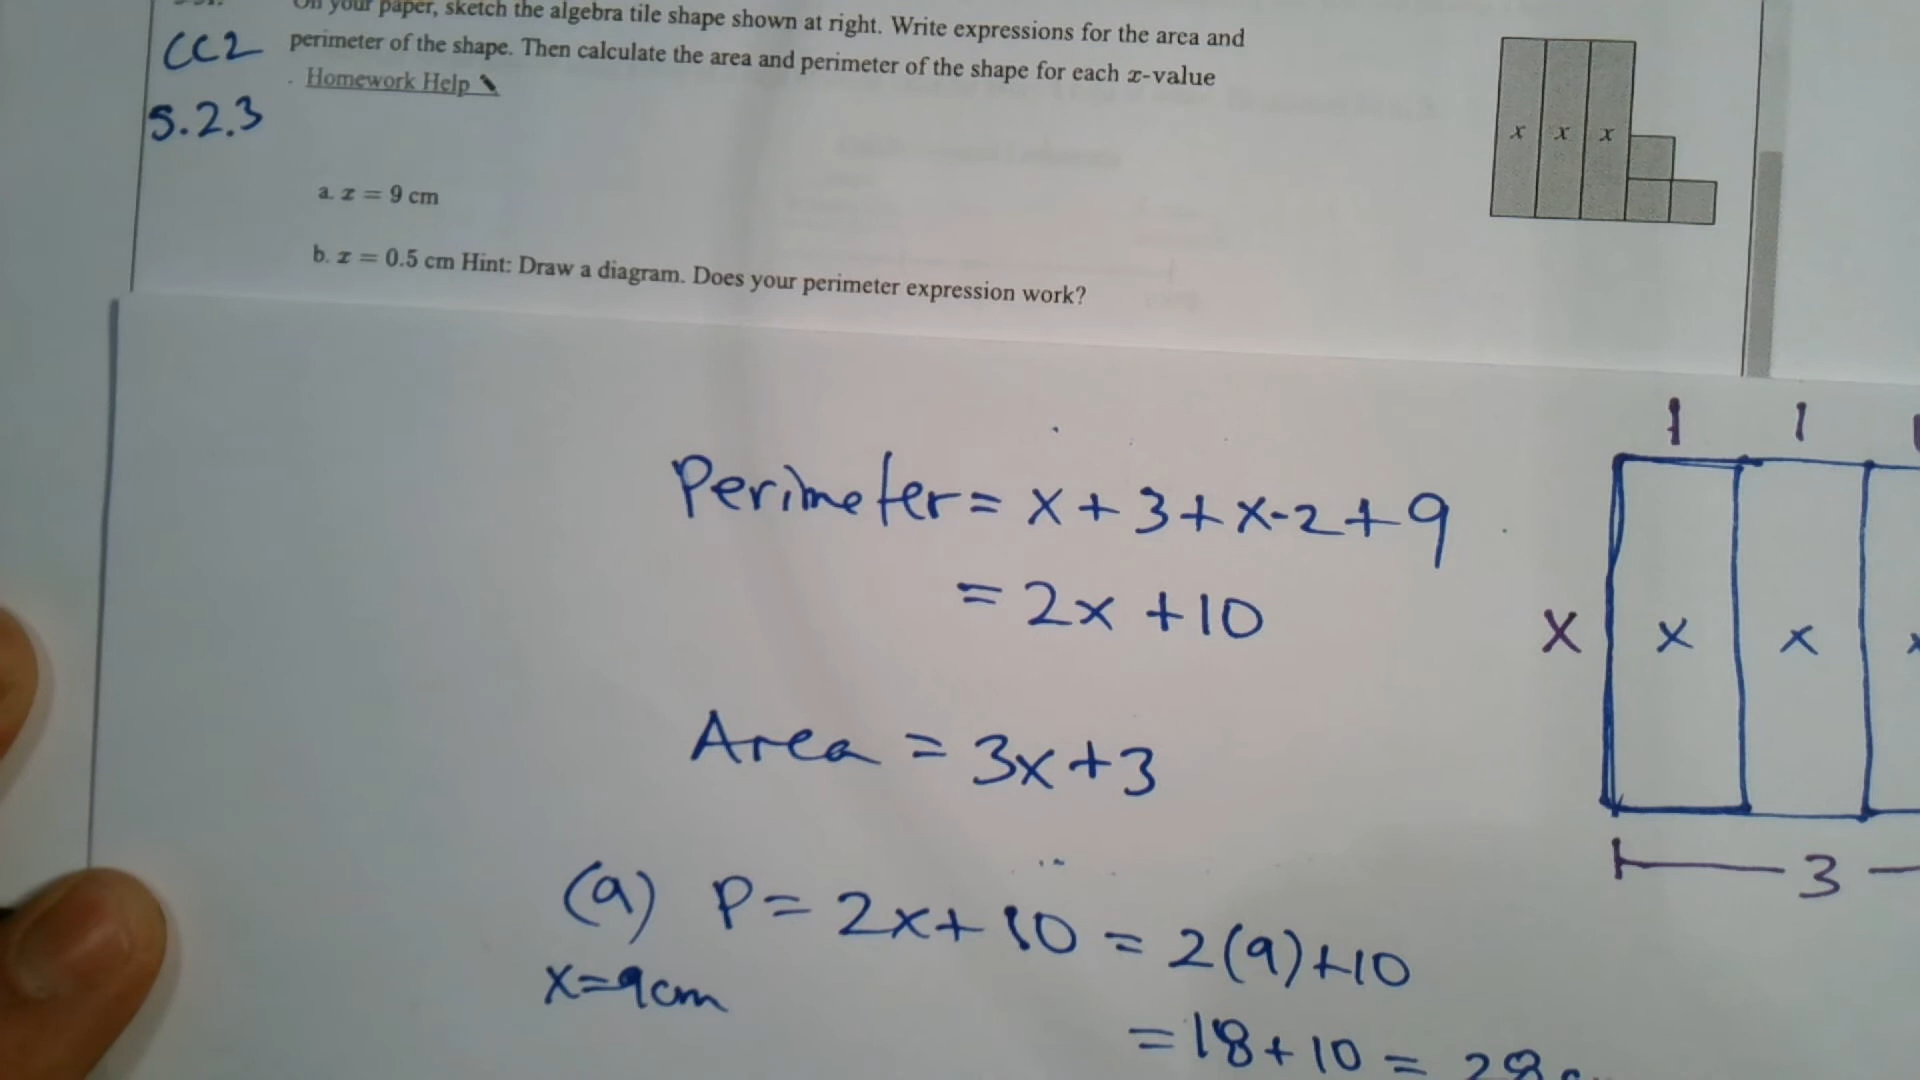 On your paper, sketch the algebra tile shape shown at right. Write expressions for the area and
perimeter of the shape. Then calculate the area and perimeter of the shape for each x-value
. Homework Help ✎
CC2
5.2.3
a. x = 9 cm
b. x = 0.5 cm Hint: Draw a diagram. Does your perimeter expression work?
x x x
Perimeter = x + 3 + x - 2 + 9
= 2x + 10
Area = 3x + 3
(a) P = 2x + 10 = 2(9) + 10
x = 9cm
= 18 + 10 = 28
1 1
x x x
3